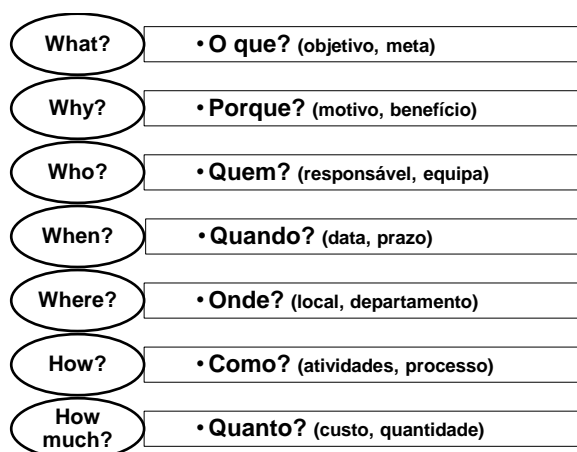 What?
• O que? (objetivo, meta)
Why?
• Porque? (motivo, benefício)
Who?
• Quem? (responsável, equipa)
When?
• Quando? (data, prazo)
Where?
• Onde? (local, departamento)
How?
• Como? (atividades, processo)
How
much?
• Quanto? (custo, quantidade)